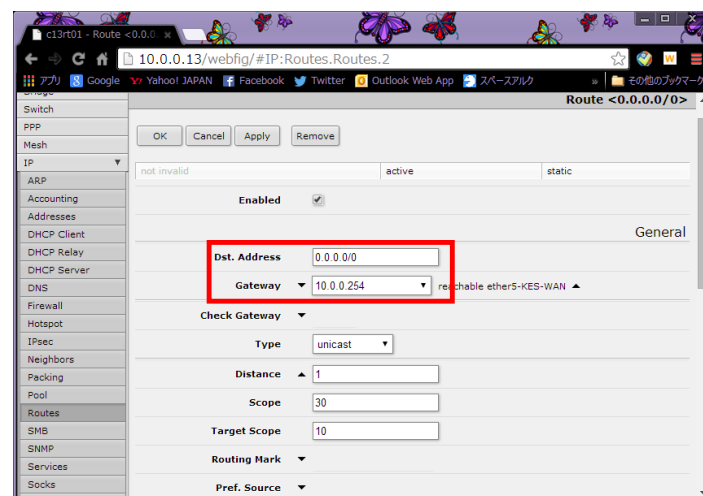 c13rt01 - Route <0.0.0. ×
10.0.0.13/webfig/#IP:Routes.Routes.2
アプリ Google Yahoo! JAPAN Facebook Twitter Outlook Web App スペースアルク » その他のブックマーク
Bridge
Route <0.0.0.0/0>
Switch
PPP
Mesh
IP
ARP
Accounting
Addresses
DHCP Client
DHCP Relay
DHCP Server
DNS
Firewall
Hotspot
IPsec
Neighbors
Packing
Pool
Routes
SMB
SNMP
Services
Socks
OK Cancel Apply Remove
not invalid active static
Enabled
General
Dst. Address 0.0.0.0/0
Gateway 10.0.0.254 reachable ether5-KES-WAN
Check Gateway
Type unicast
Distance 1
Scope 30
Target Scope 10
Routing Mark
Pref. Source